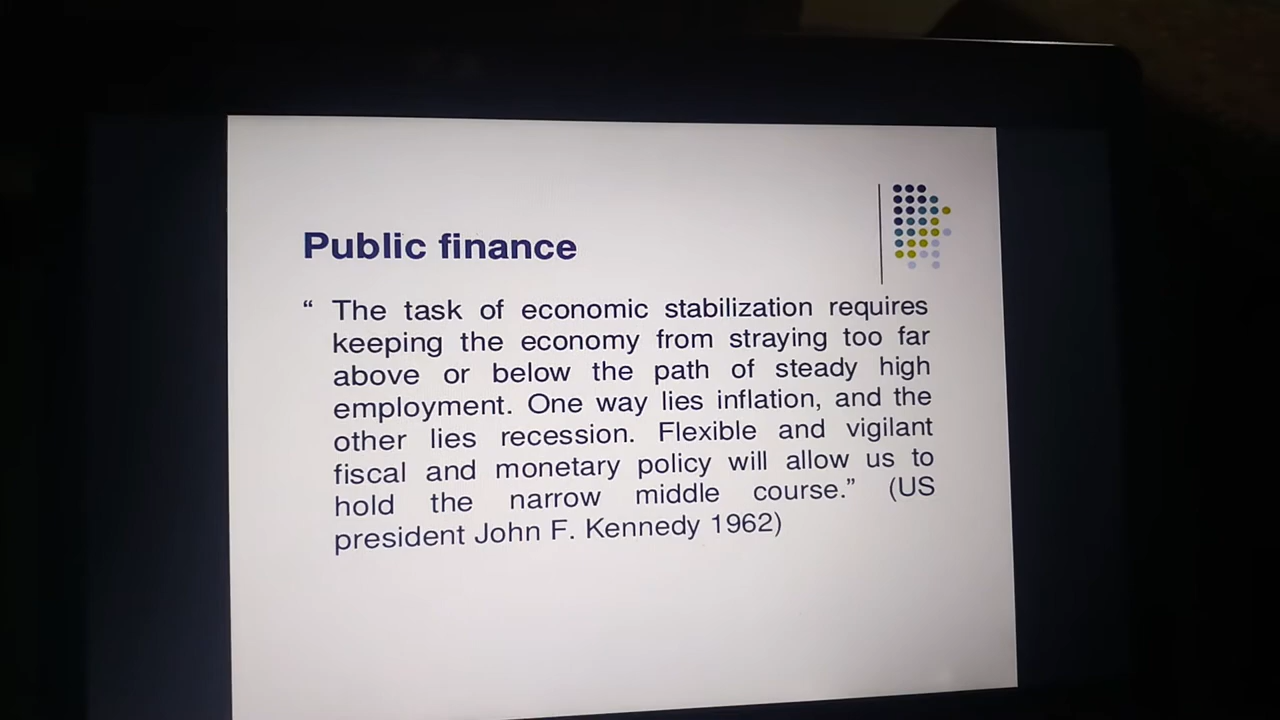 Public finance
“ The task of economic stabilization requires
keeping the economy from straying too far
above or below the path of steady high
employment. One way lies inflation, and the
other lies recession. Flexible and vigilant
fiscal and monetary policy will allow us to
hold the narrow middle course.” (US
president John F. Kennedy 1962)